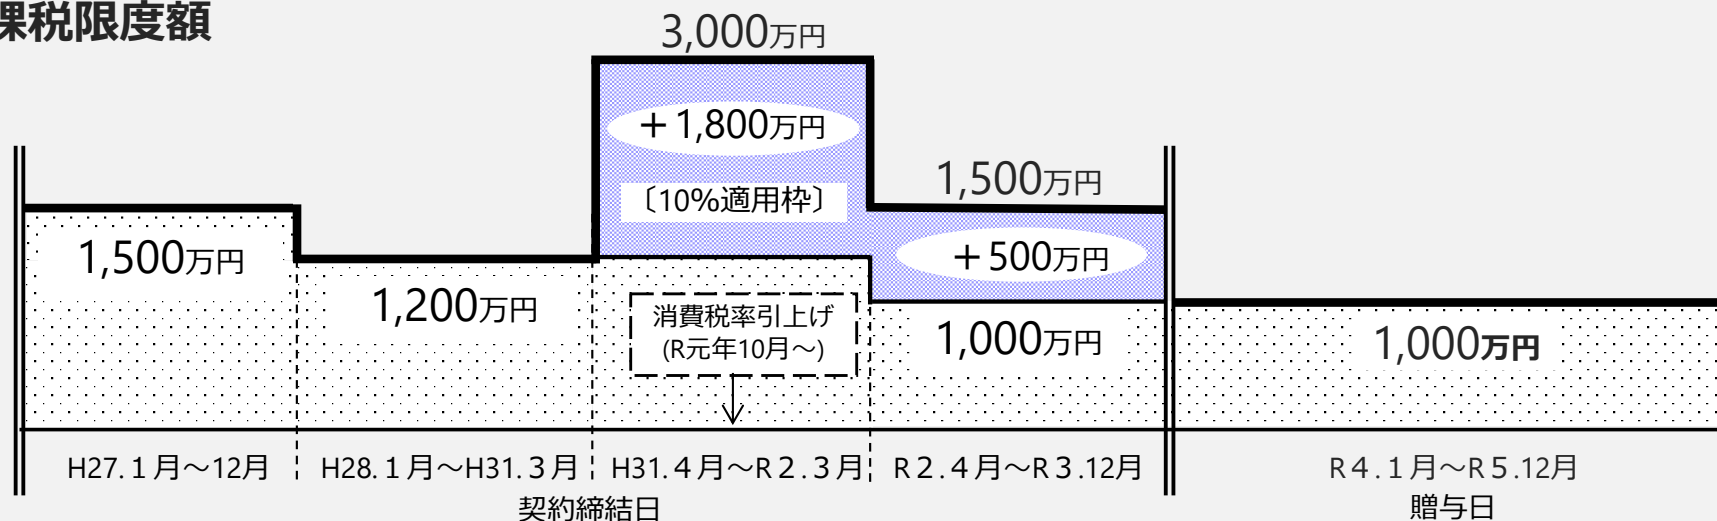 課税限度額
3,000万円
＋1,800万円
〔10%適用枠〕
1,500万円
＋500万円
1,500万円
1,200万円
消費税率引上げ
(R元年10月～)
1,000万円
1,000万円
H27.１月～12月
H28.１月～H31.３月
H31.４月～R２.３月
R２.４月～R３.12月
R４.１月～R５.12月
契約締結日
贈与日